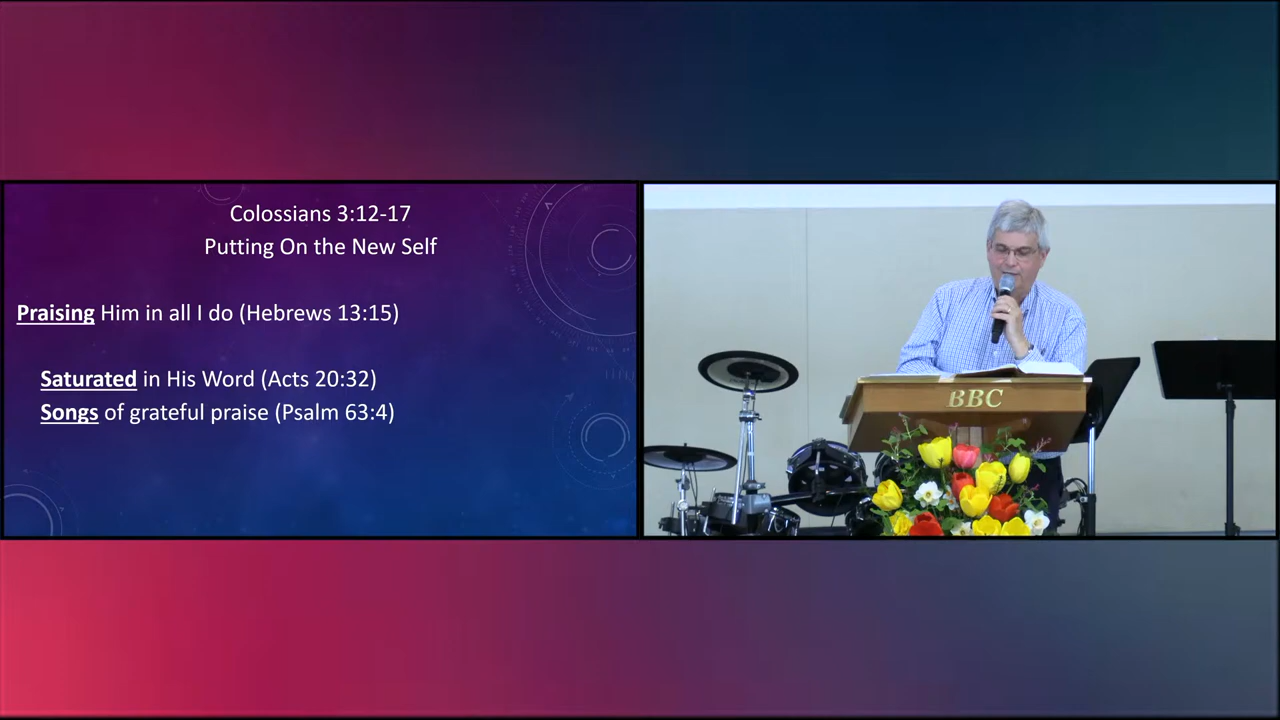 Colossians 3:12-17
Putting On the New Self
Praising Him in all I do (Hebrews 13:15)
Saturated in His Word (Acts 20:32)
Songs of grateful praise (Psalm 63:4)
BBC